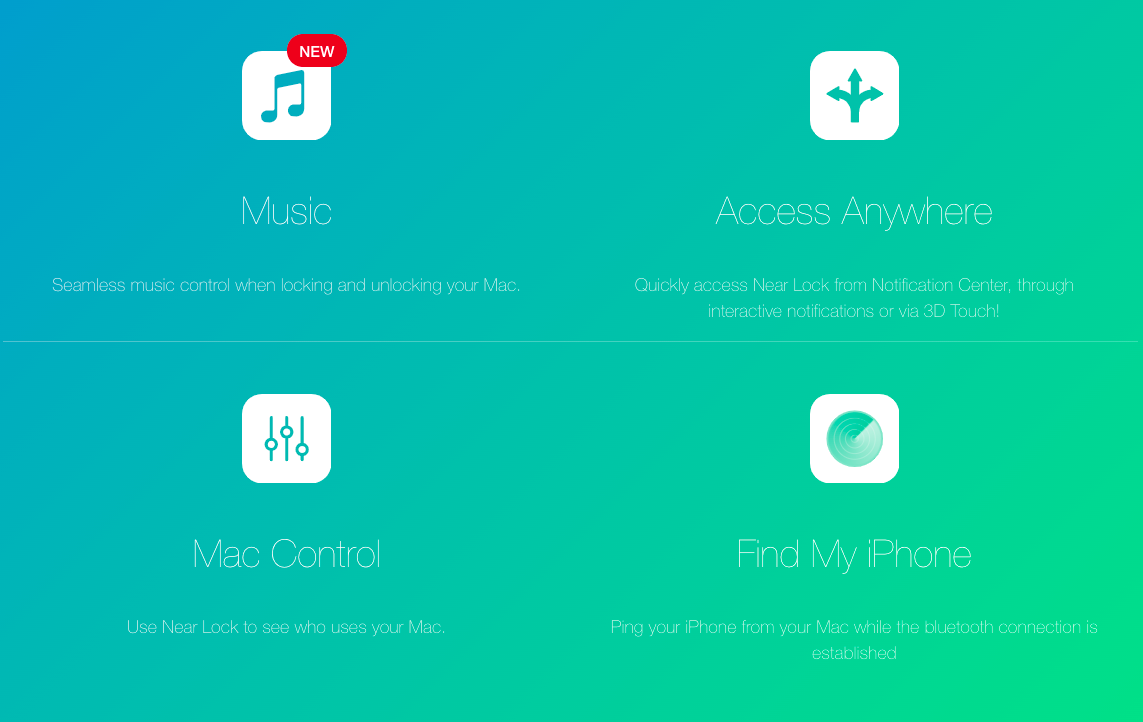 NEW
Music
Seamless music control when locking and unlocking your Mac.
Access Anywhere
Quickly access Near Lock from Notification Center, through
interactive notifications or via 3D Touch!
Mac Control
Use Near Lock to see who uses your Mac.
Find My iPhone
Ping your iPhone from your Mac while the bluetooth connection is
established